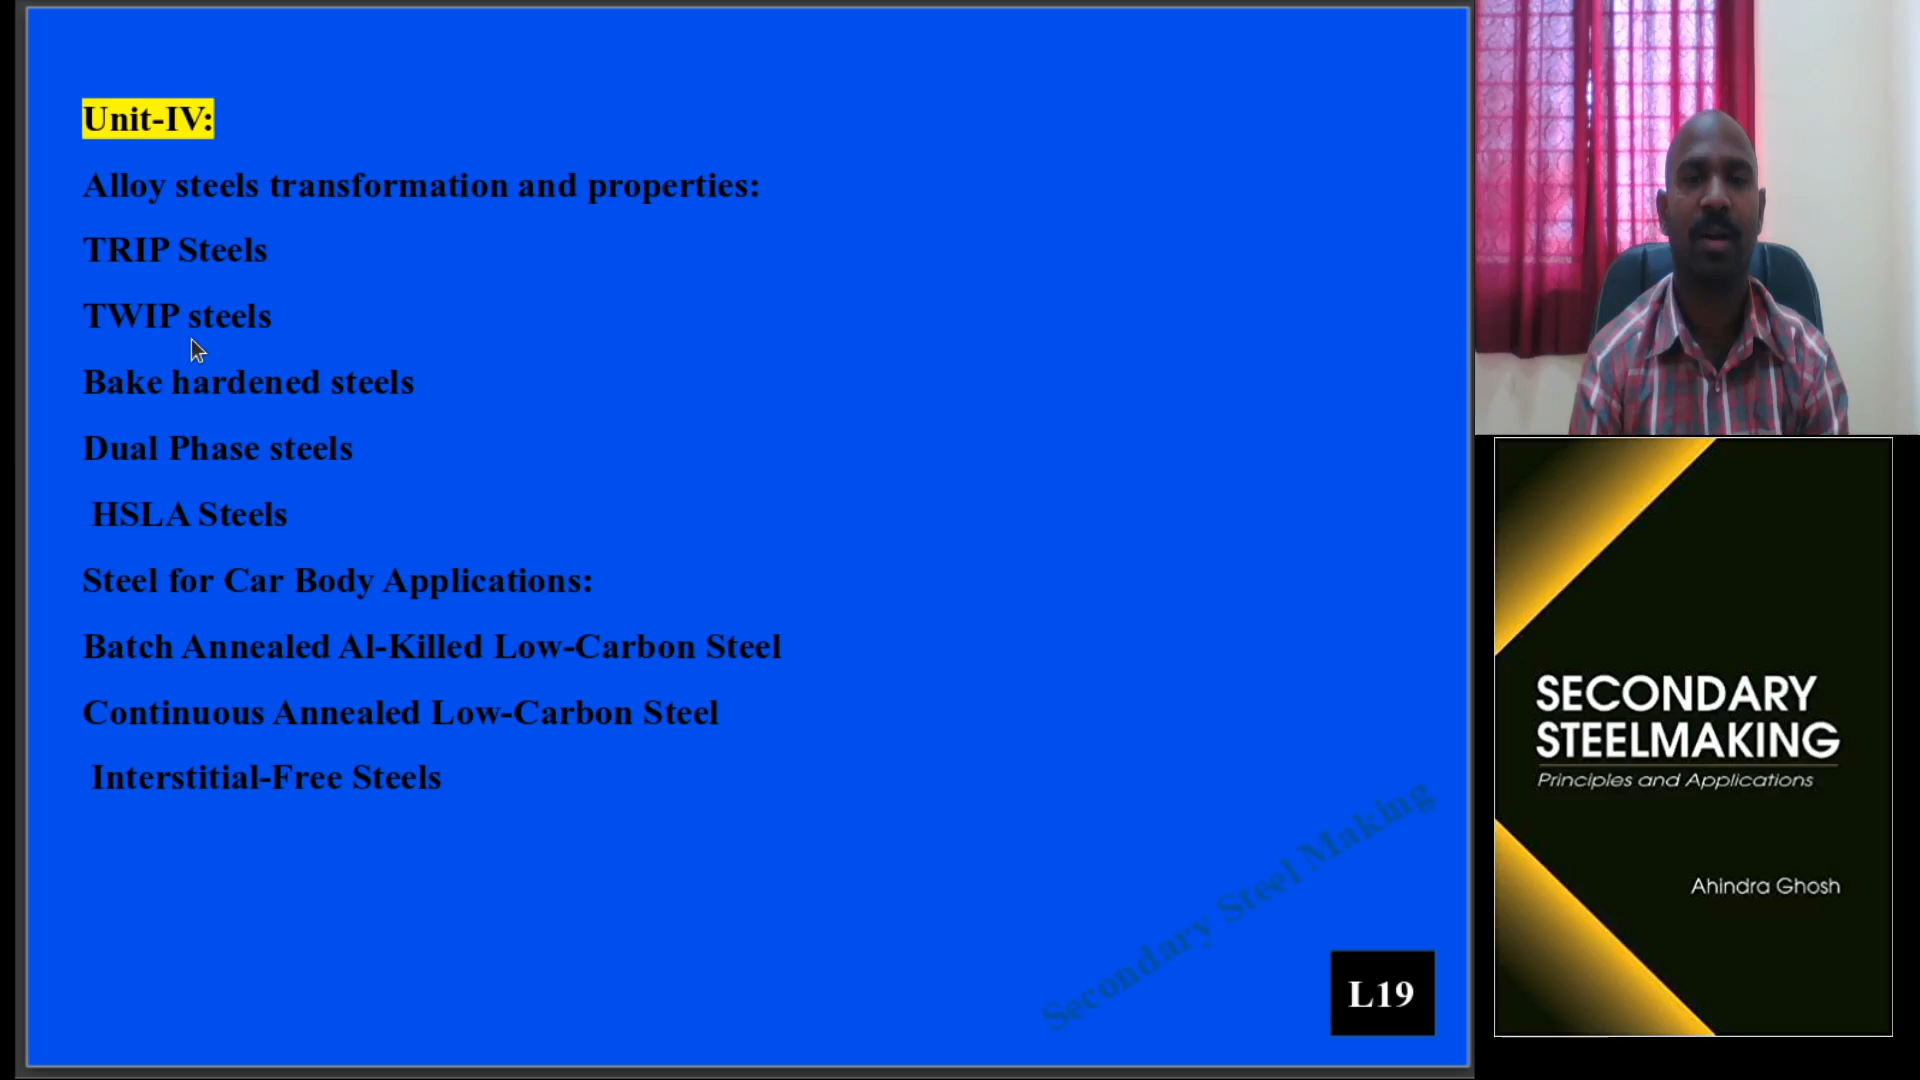 Unit-IV:
Alloy steels transformation and properties:
TRIP Steels
TWIP steels
Bake hardened steels
Dual Phase steels
HSLA Steels
Steel for Car Body Applications:
Batch Annealed Al-Killed Low-Carbon Steel
Continuous Annealed Low-Carbon Steel
Interstitial-Free Steels
Secondary Steel Making
L19
SECONDARY
STEELMAKING
Principles and Applications
Ahindra Ghosh